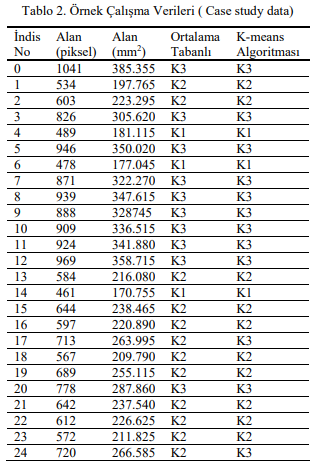 Tablo 2. Örnek Çalışma Verileri ( Case study data)
İndis Alan Alan Ortalama K-means
No (piksel) (mm²) Tabanlı Algoritması
0 1041 385.355 K3 K3
1 534 197.765 K2 K2
2 603 223.295 K2 K2
3 826 305.620 K3 K3
4 489 181.115 K1 K1
5 946 350.020 K3 K3
6 478 177.045 K1 K1
7 871 322.270 K3 K3
8 939 347.615 K3 K3
9 888 328745 K3 K3
10 909 336.515 K3 K3
11 924 341.880 K3 K3
12 969 358.715 K3 K3
13 584 216.080 K2 K2
14 461 170.755 K1 K1
15 644 238.465 K2 K2
16 597 220.890 K2 K2
17 713 263.995 K2 K3
18 567 209.790 K2 K2
19 689 255.115 K2 K2
20 778 287.860 K3 K3
21 642 237.540 K2 K2
22 612 226.625 K2 K2
23 572 211.825 K2 K2
24 720 266.585 K2 K3